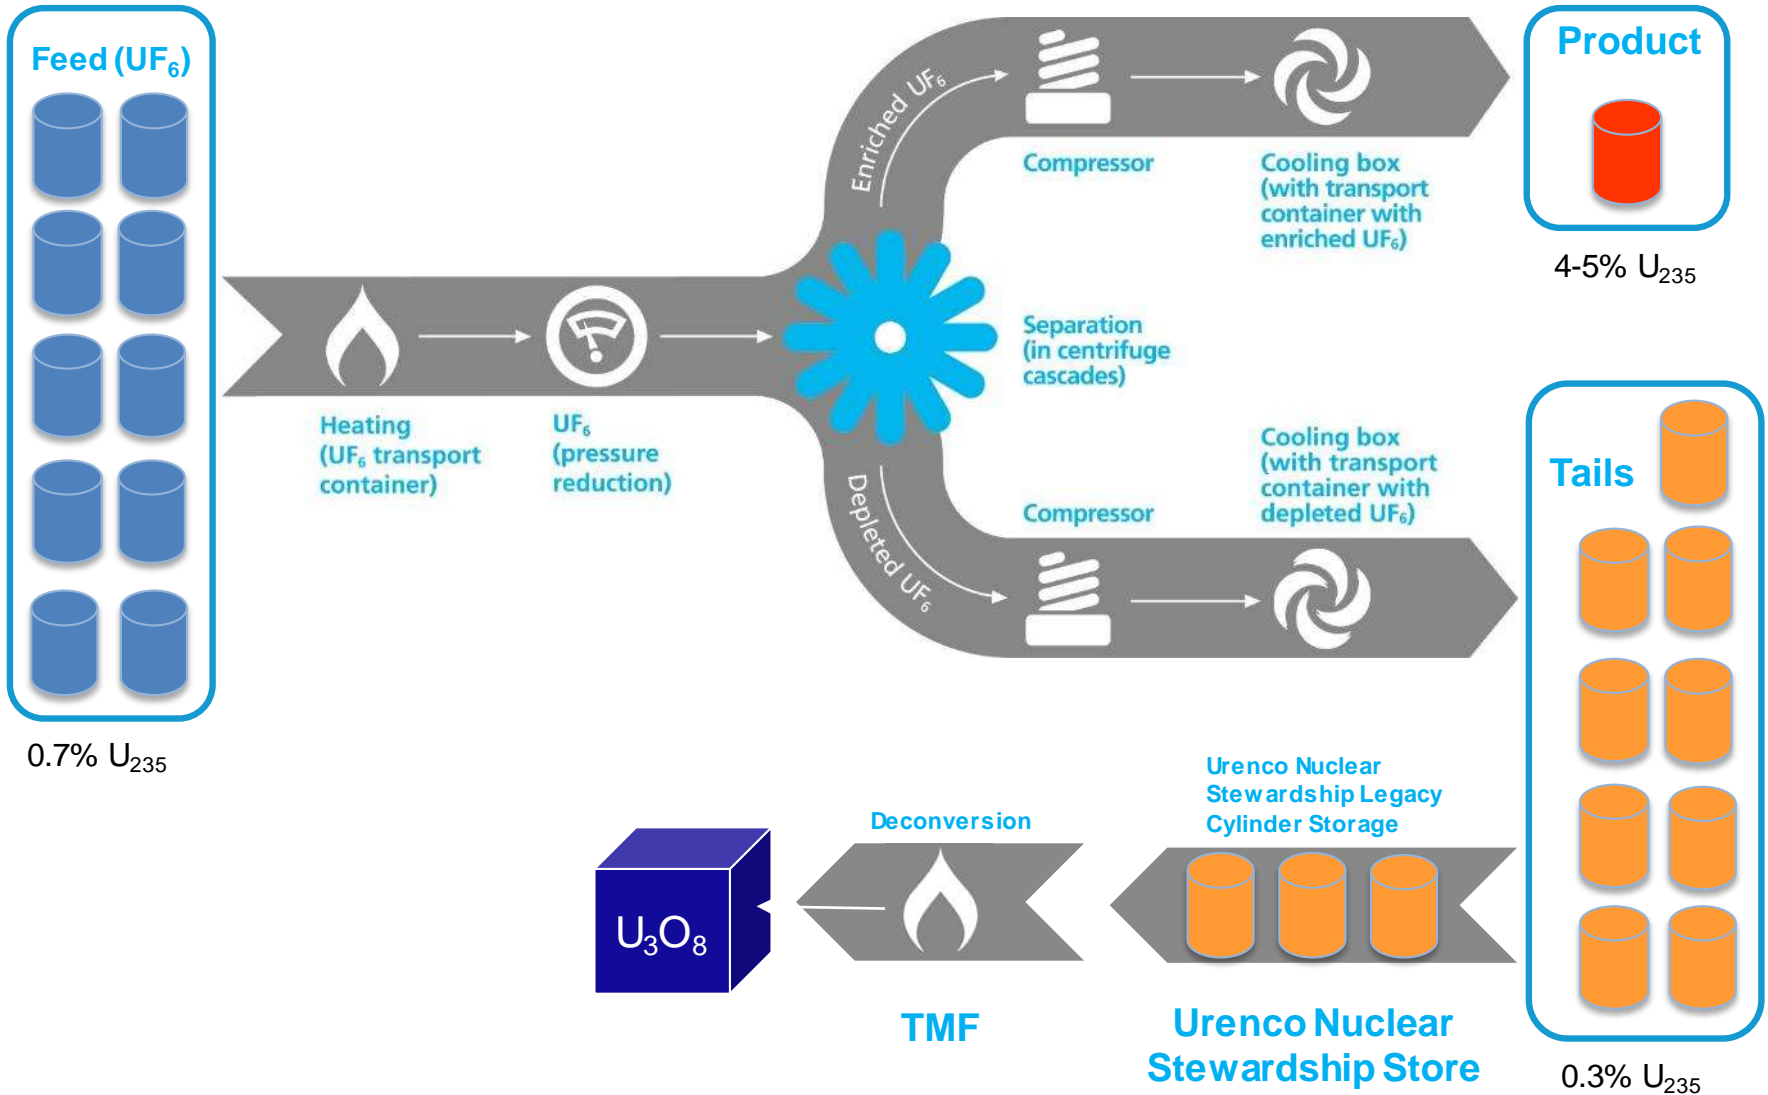 Feed (UF₆)
0.7% U₂₃₅
Heating
(UF₆ transport
container)
UF₆
(pressure
reduction)
Enriched UF₆
Depleted UF₆
Separation
(in centrifuge
cascades)
Compressor
Cooling box
(with transport
container with
enriched UF₆)
Product
4-5% U₂₃₅
Compressor
Cooling box
(with transport
container with
depleted UF₆)
Tails
0.3% U₂₃₅
Urenco Nuclear
Stewardship Legacy
Cylinder Storage
Urenco Nuclear
Stewardship Store
Deconversion
TMF
U₃O₈